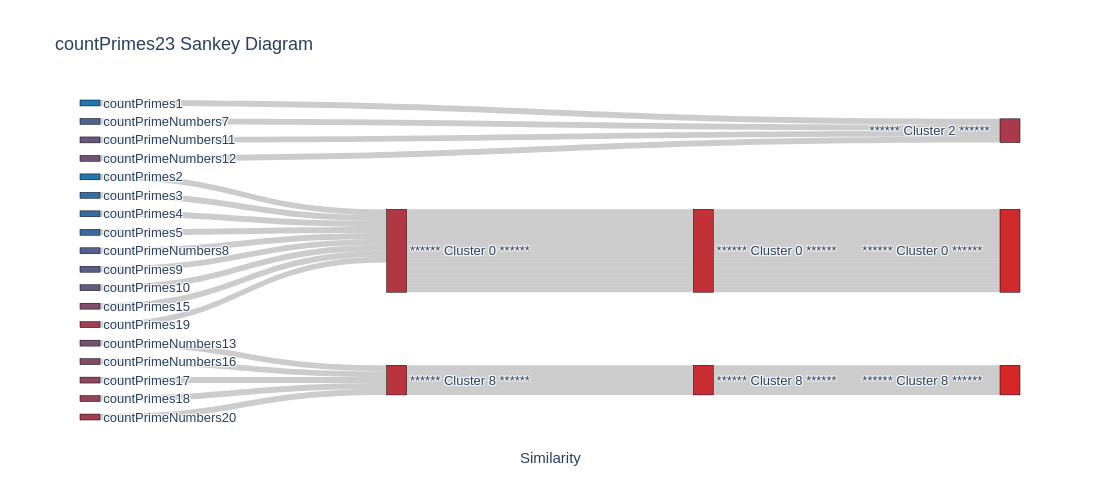 countPrimes23 Sankey Diagram
countPrimes1
countPrimeNumbers7
countPrimeNumbers11
countPrimeNumbers12
countPrimes2
countPrimes3
countPrimes4
countPrimes5
countPrimeNumbers8
countPrimes9
countPrimes10
countPrimes15
countPrimes19
countPrimeNumbers13
countPrimeNumbers16
countPrimes17
countPrimes18
countPrimeNumbers20
****** Cluster 2 ******
****** Cluster 0 ******
****** Cluster 0 ******
****** Cluster 0 ******
****** Cluster 8 ******
****** Cluster 8 ******
****** Cluster 8 ******
Similarity